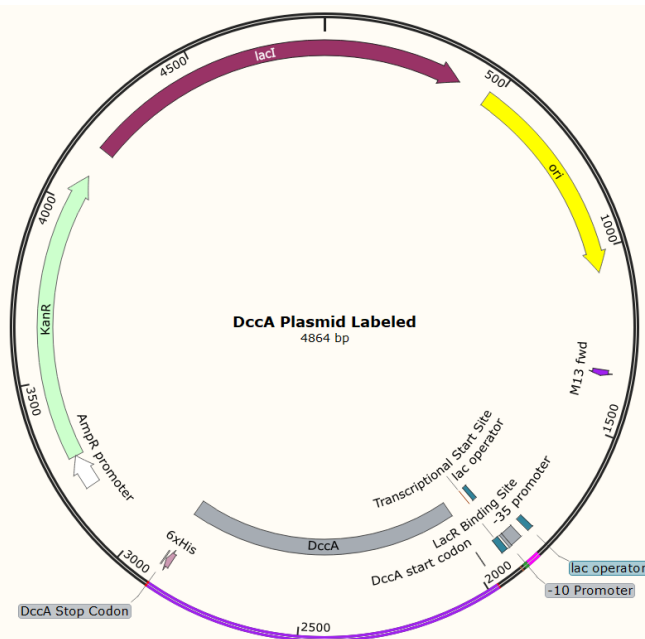 lacI
4500
500
ori
4000
1000
KanR
DccA Plasmid Labeled
4864 bp
M13 fwd
3500
1500
AmpR promoter
Transcriptional Start Site
lac operator
LacR Binding Site
-35 promoter
6xHis
DccA
DccA start codon
3000
2000
lac operator
-10 Promoter
DccA Stop Codon
2500